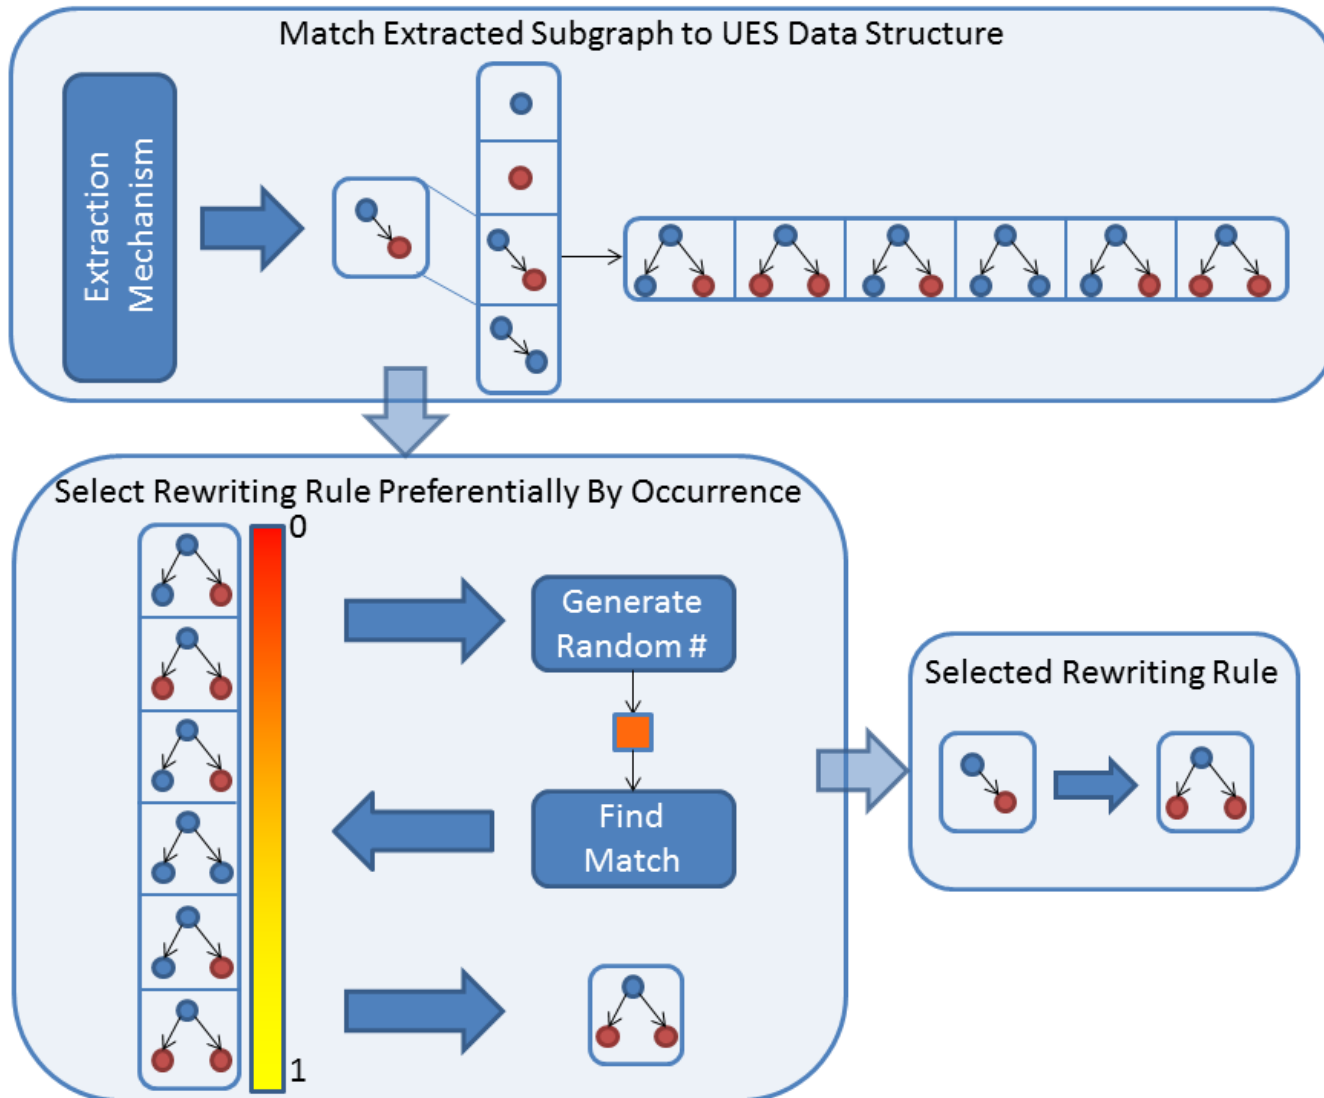 Match Extracted Subgraph to UES Data Structure
Extraction
Mechanism
Select Rewriting Rule Preferentially By Occurrence
0
Generate
Random #
Find
Match
1
Selected Rewriting Rule